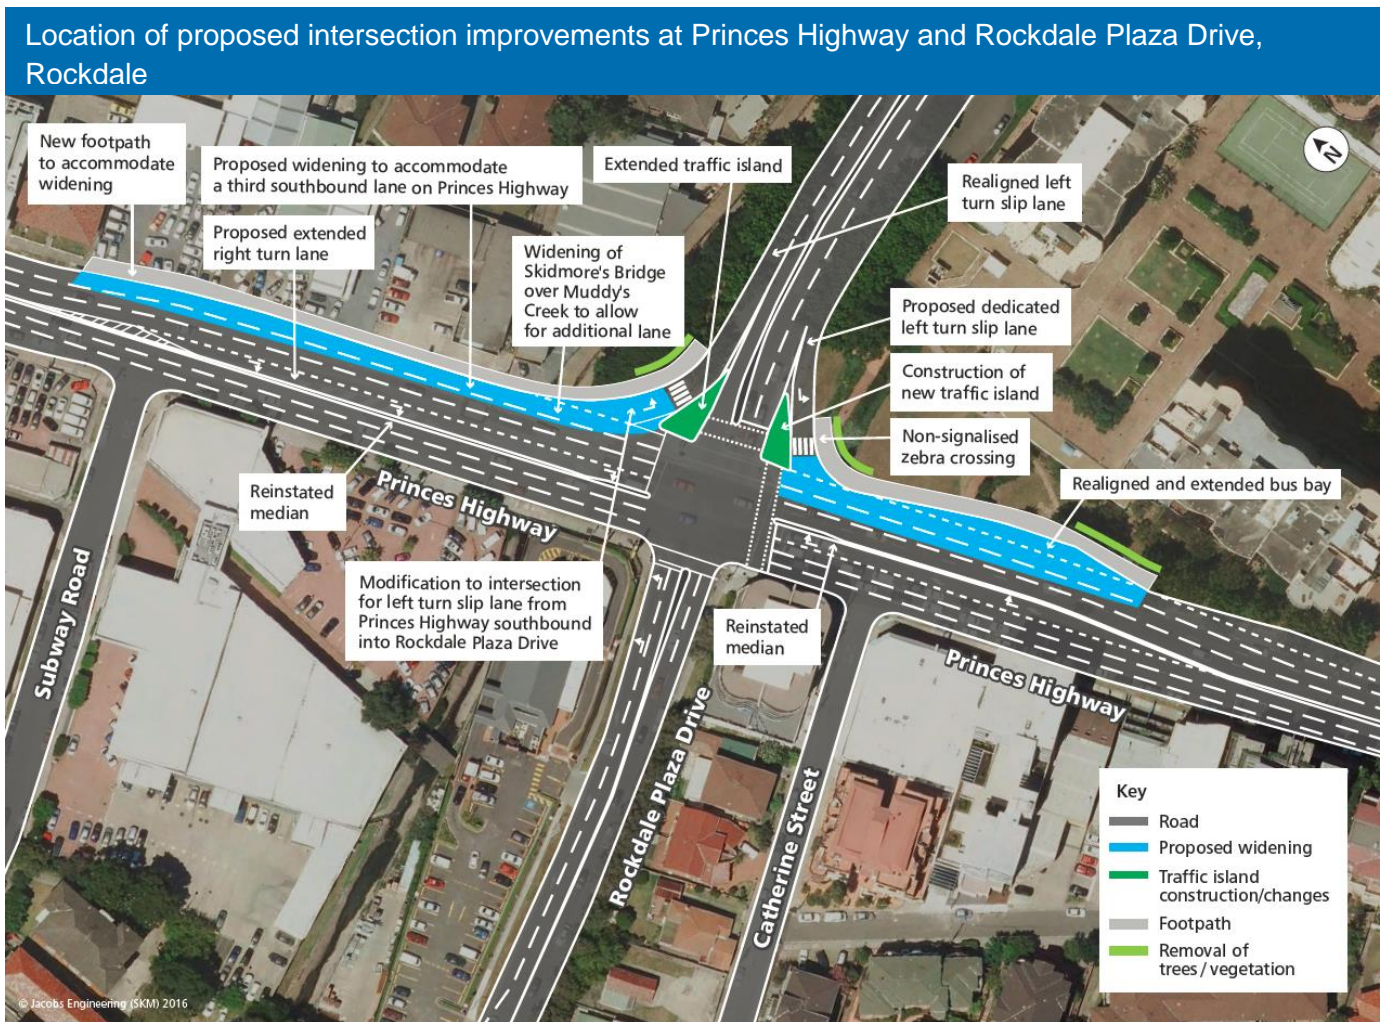 Location of proposed intersection improvements at Princes Highway and Rockdale Plaza Drive,
Rockdale
New footpath
to accommodate
widening
Proposed widening to accommodate
a third southbound lane on Princes Highway
Proposed extended
right turn lane
Extended traffic island
Widening of
Skidmore's Bridge
over Muddy's
Creek to allow
for additional lane
Realigned left
turn slip lane
N
Proposed dedicated
left turn slip lane
Construction of
new traffic island
Non-signalised
zebra crossing
Realigned and extended bus bay
Reinstated
median
Princes Highway
Modification to intersection
for left turn slip lane from
Princes Highway southbound
into Rockdale Plaza Drive
Reinstated
median
Princes Highway
Subway Road
Rockdale Plaza Drive
Catherine Street
Key
Road
Proposed widening
Traffic island
construction/changes
Footpath
Removal of
trees/vegetation
© Jacobs Engineering (SKM) 2016